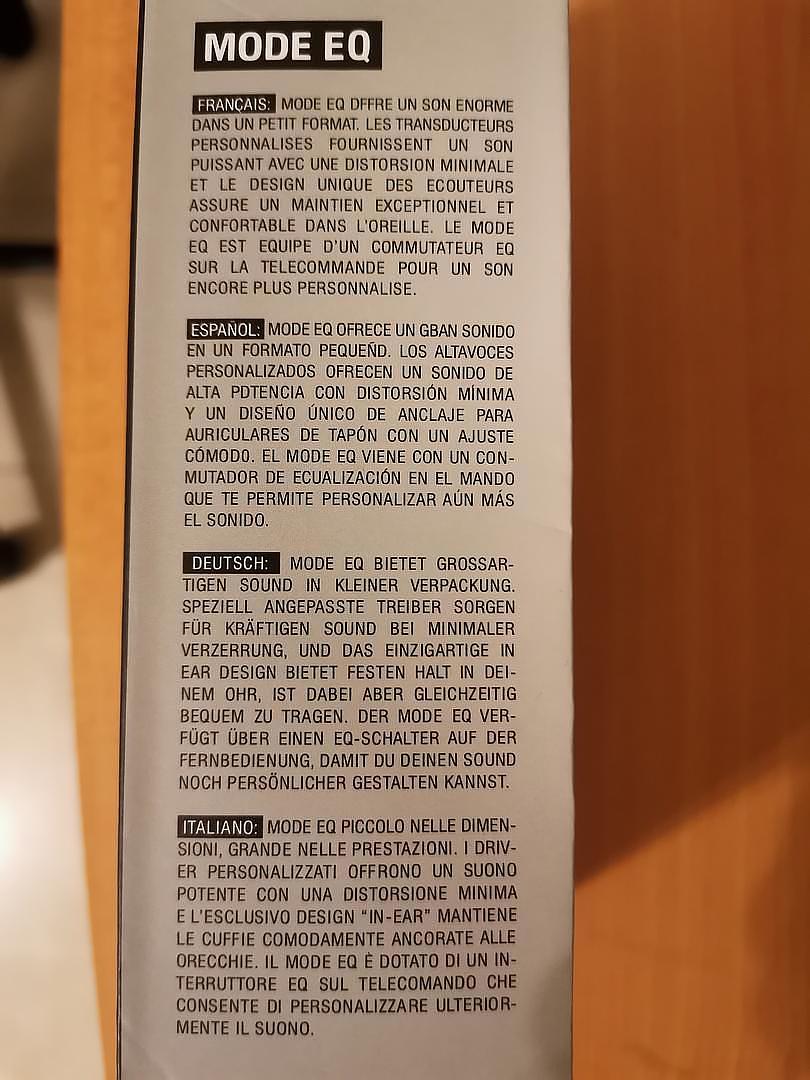 MODE EQ
FRANÇAIS: MODE EQ DFFRE UN SON ENORME
DANS UN PETIT FORMAT. LES TRANSDUCTEURS
PERSONNALISES FOURNISSENT UN SON
PUISSANT AVEC UNE DISTORSION MINIMALE
ET LE DESIGN UNIQUE DES ECOUTEURS
ASSURE UN MAINTIEN EXCEPTIONNEL ET
CONFORTABLE DANS L'OREILLE. LE MODE
EQ EST EQUIPE D'UN COMMUTATEUR EQ
SUR LA TELECOMMANDE POUR UN SON
ENCORE PLUS PERSONNALISE.
ESPAÑOL: MODE EQ OFRECE UN GBAN SONIDO
EN UN FORMATO PEQUEÑD. LOS ALTAVOCES
PERSONALIZADOS OFRECEN UN SONIDO DE
ALTA PDTENCIA CON DISTORSIÓN MÍNIMA
Y UN DISEÑO ÚNICO DE ANCLAJE PARA
AURICULARES DE TAPÓN CON UN AJUSTE
CÓMODO. EL MODE EQ VIENE CON UN CON-
MUTADOR DE ECUALIZACIÓN EN EL MANDO
QUE TE PERMITE PERSONALIZAR AÚN MÁS
EL SONIDO.
DEUTSCH: MODE EQ BIETET GROSSAR-
TIGEN SOUND IN KLEINER VERPACKUNG.
SPEZIELL ANGEPASSTE TREIBER SORGEN
FÜR KRÄFTIGEN SOUND BEI MINIMALER
VERZERRUNG, UND DAS EINZIGARTIGE IN
EAR DESIGN BIETET FESTEN HALT IN DEI-
NEM OHR, IST DABEI ABER GLEICHZEITIG
BEQUEM ZU TRAGEN. DER MODE EQ VER-
FÜGT ÜBER EINEN EQ-SCHALTER AUF DER
FERNBEDIENUNG, DAMIT DU DEINEN SOUND
NOCH PERSÖNLICHER GESTALTEN KANNST.
ITALIANO: MODE EQ PICCOLO NELLE DIMEN-
SIONI, GRANDE NELLE PRESTAZIONI. I DRIV-
ER PERSONALIZZATI OFFRONO UN SUONO
POTENTE CON UNA DISTORSIONE MINIMA
E L'ESCLUSIVO DESIGN "IN-EAR" MANTIENE
LE CUFFIE COMODAMENTE ANCORATE ALLE
ORECCHIE. IL MODE EQ È DOTATO DI UN IN-
TERRUTTORE EQ SUL TELECOMANDO CHE
CONSENTE DI PERSONALIZZARE ULTERIOR-
MENTE IL SUONO.